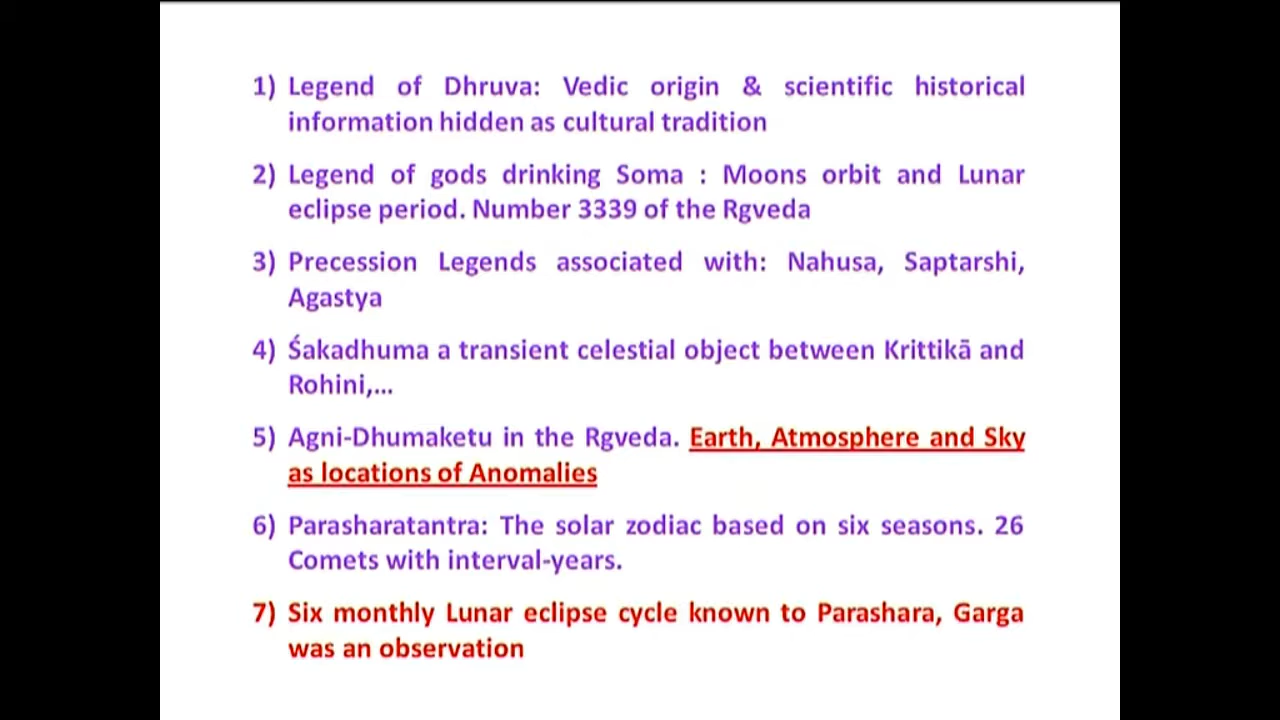 1) Legend of Dhruva: Vedic origin & scientific historical
information hidden as cultural tradition
2) Legend of gods drinking Soma : Moons orbit and Lunar
eclipse period. Number 3339 of the Rgveda
3) Precession Legends associated with: Nahusa, Saptarshi,
Agastya
4) Śakadhuma a transient celestial object between Krittikā and
Rohini,...
5) Agni-Dhumaketu in the Rgveda. Earth, Atmosphere and Sky
as locations of Anomalies
6) Parasharatantra: The solar zodiac based on six seasons. 26
Comets with interval-years.
7) Six monthly Lunar eclipse cycle known to Parashara, Garga
was an observation